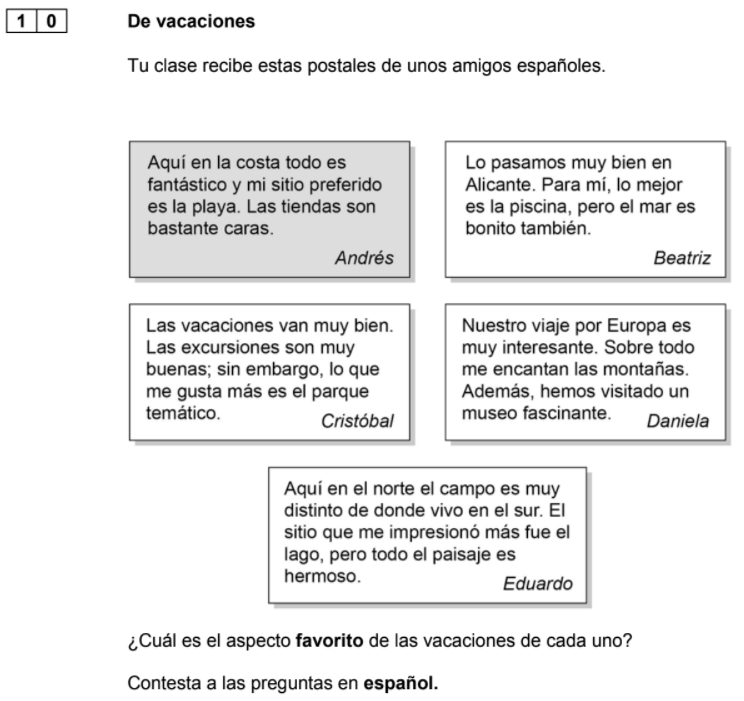 1 0 De vacaciones
Tu clase recibe estas postales de unos amigos españoles.
Aquí en la costa todo es
fantástico y mi sitio preferido
es la playa. Las tiendas son
bastante caras.
Andrés
Lo pasamos muy bien en
Alicante. Para mí, lo mejor
es la piscina, pero el mar es
bonito también.
Beatriz
Las vacaciones van muy bien.
Las excursiones son muy
buenas; sin embargo, lo que
me gusta más es el parque
temático.
Cristóbal
Nuestro viaje por Europa es
muy interesante. Sobre todo
me encantan las montañas.
Además, hemos visitado un
museo fascinante.
Daniela
Aquí en el norte el campo es muy
distinto de donde vivo en el sur. El
sitio que me impresionó más fue el
lago, pero todo el paisaje es
hermoso.
Eduardo
¿Cuál es el aspecto favorito de las vacaciones de cada uno?
Contesta a las preguntas en español.